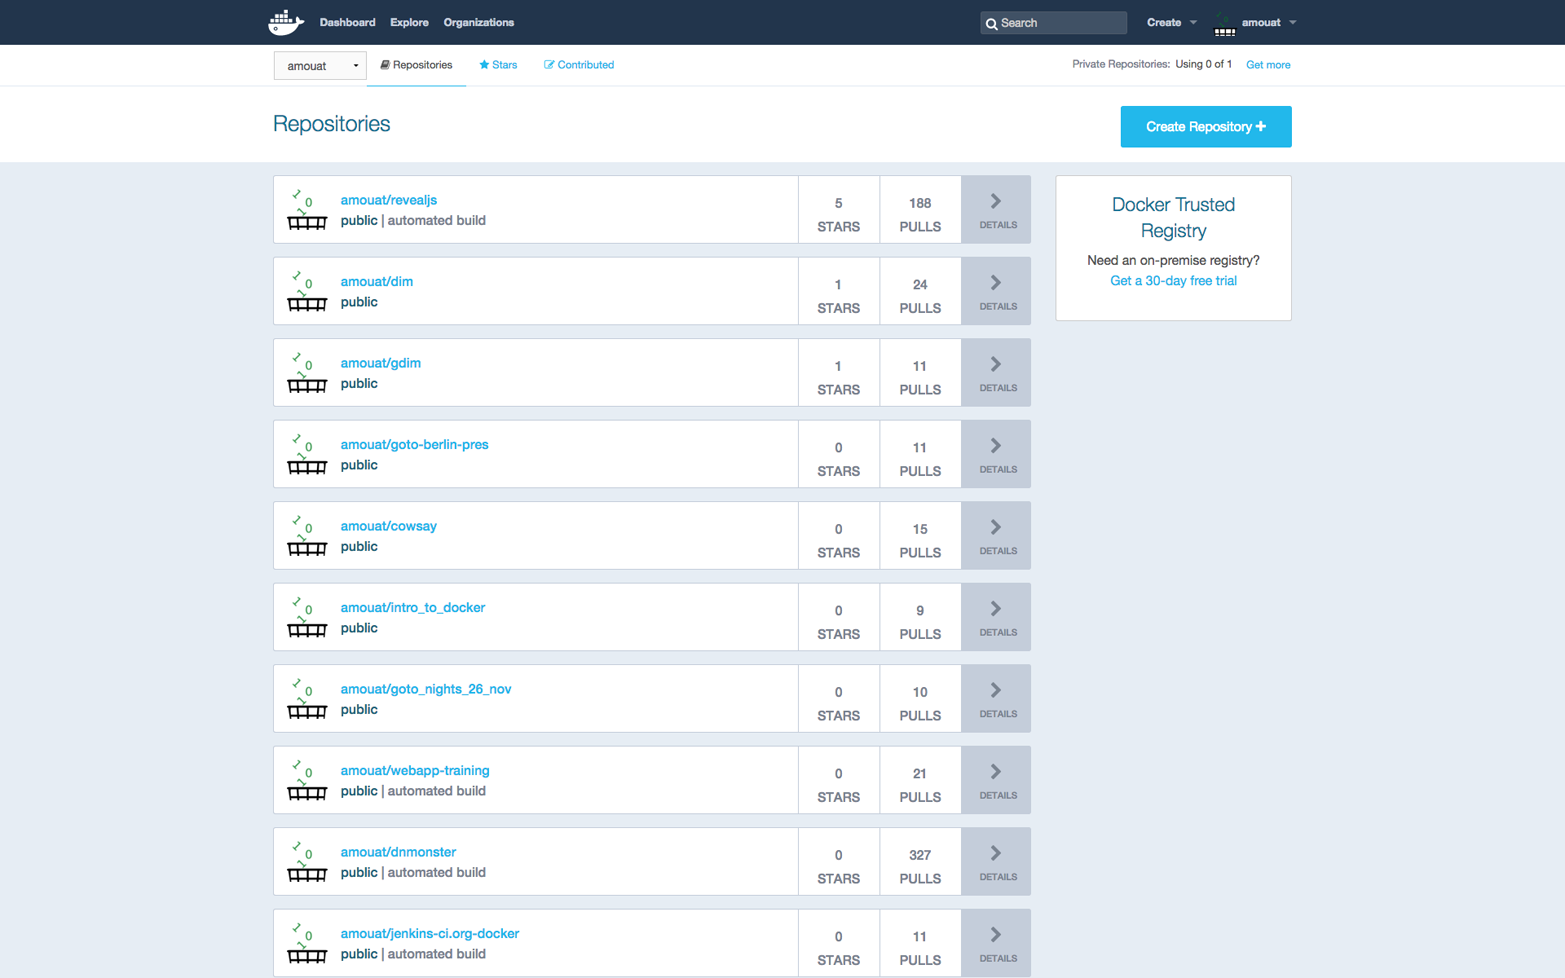 Dashboard Explore Organizations Search Create amouat
amouat Repositories Stars Contributed Private Repositories: Using 0 of 1 Get more
Repositories Create Repository
amouat/revealjs
public | automated build
5 STARS
188 PULLS
DETAILS
Docker Trusted
Registry
Need an on-premise registry?
Get a 30-day free trial
amouat/dim
public
1 STARS
24 PULLS
DETAILS
amouat/gdim
public
1 STARS
11 PULLS
DETAILS
amouat/goto-berlin-pres
public
0 STARS
11 PULLS
DETAILS
amouat/cowsay
public
0 STARS
15 PULLS
DETAILS
amouat/intro_to_docker
public
0 STARS
9 PULLS
DETAILS
amouat/goto_nights_26_nov
public
0 STARS
10 PULLS
DETAILS
amouat/webapp-training
public | automated build
0 STARS
21 PULLS
DETAILS
amouat/dnmonster
public | automated build
0 STARS
327 PULLS
DETAILS
amouat/jenkins-ci.org-docker
public | automated build
0 STARS
11 PULLS
DETAILS